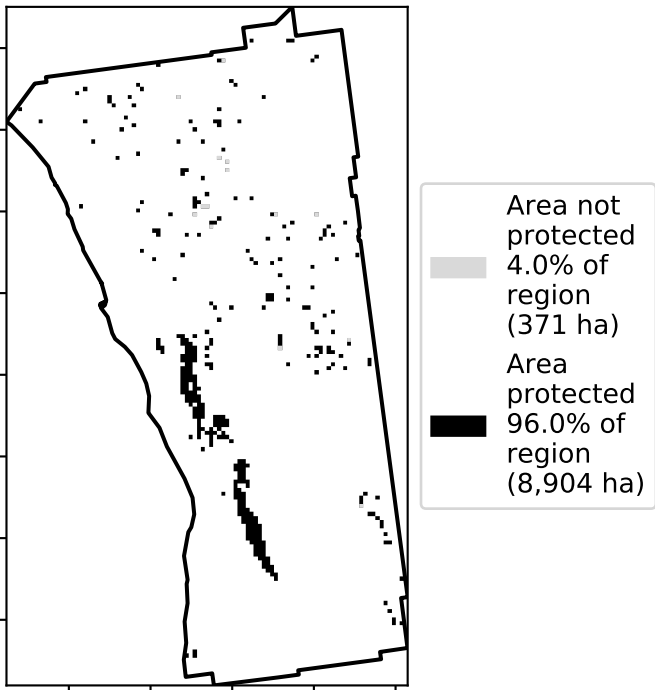 Area not
protected
4.0% of
region
(371 ha)
Area
protected
96.0% of
region
(8,904 ha)